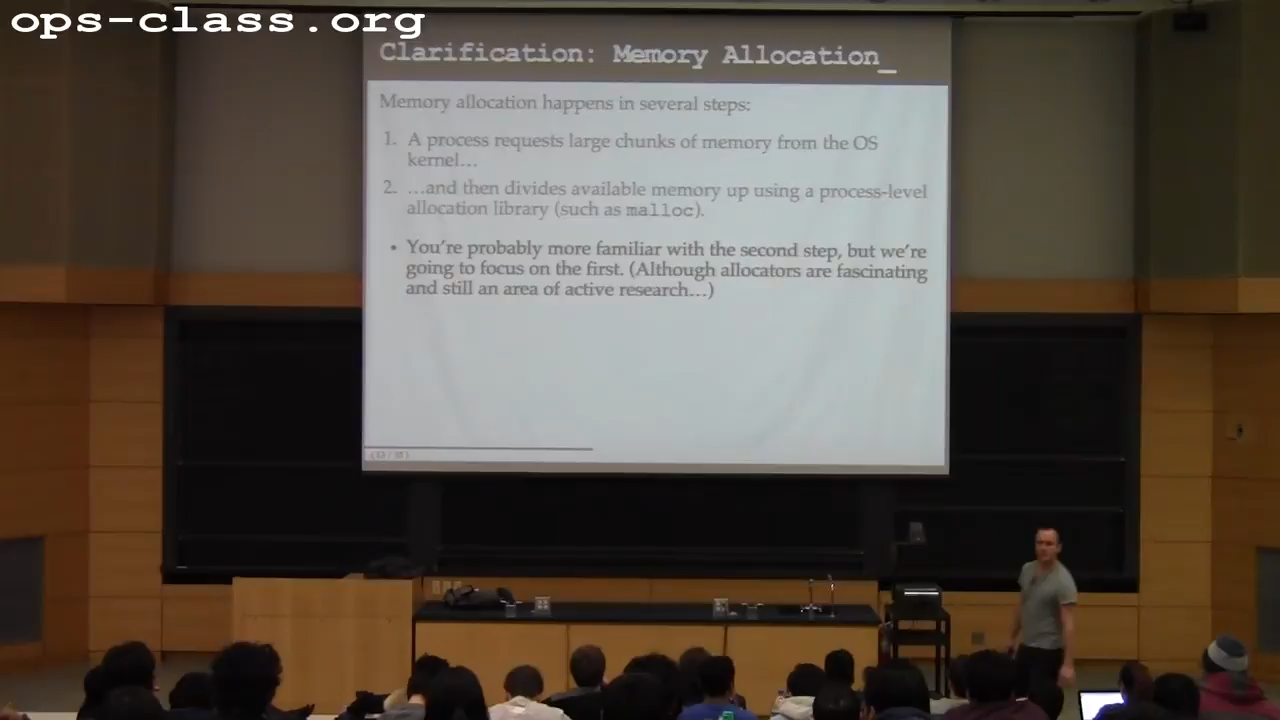 ops-class.org
Clarification: Memory Allocation_
Memory allocation happens in several steps:
1. A process requests large chunks of memory from the OS
kernel…
2. …and then divides available memory up using a process-level
allocation library (such as malloc).
• You're probably more familiar with the second step, but we're
going to focus on the first. (Although allocators are fascinating
and still an area of active research…)